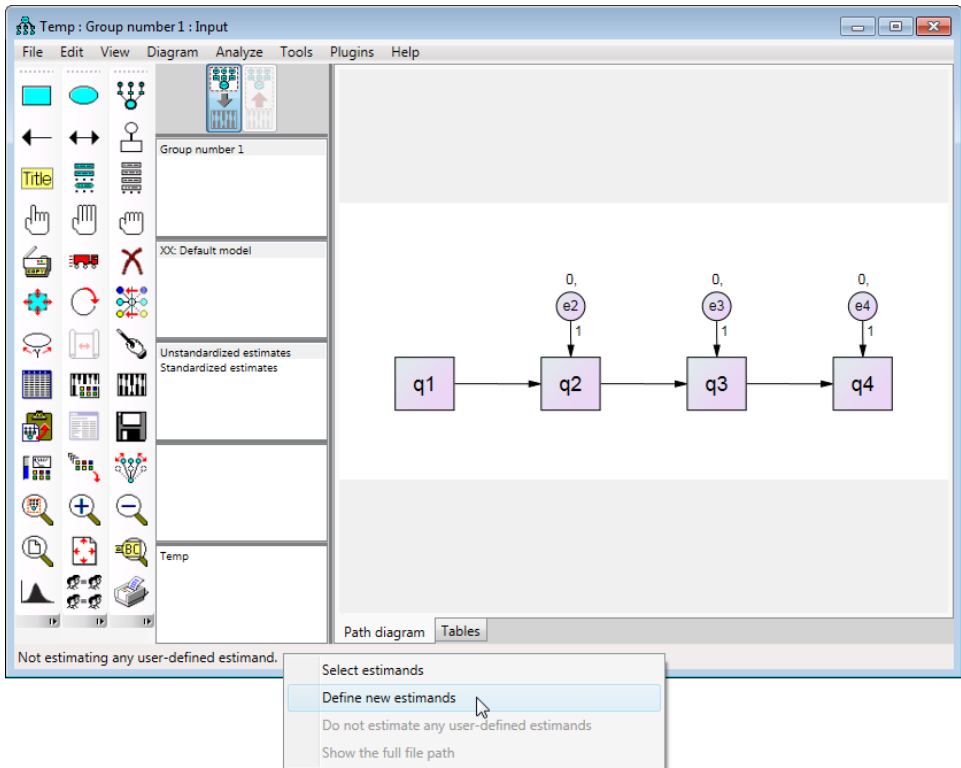 Temp : Group number 1 : Input
File Edit View Diagram Analyze Tools Plugins Help
Title
Group number 1
XX: Default model
Unstandardized estimates
Standardized estimates
Temp
0, 0, 0,
e2 e3 e4
1 1 1
q1 q2 q3 q4
Path diagram Tables
Not estimating any user-defined estimand.
Select estimands
Define new estimands
Do not estimate any user-defined estimands
Show the full file path